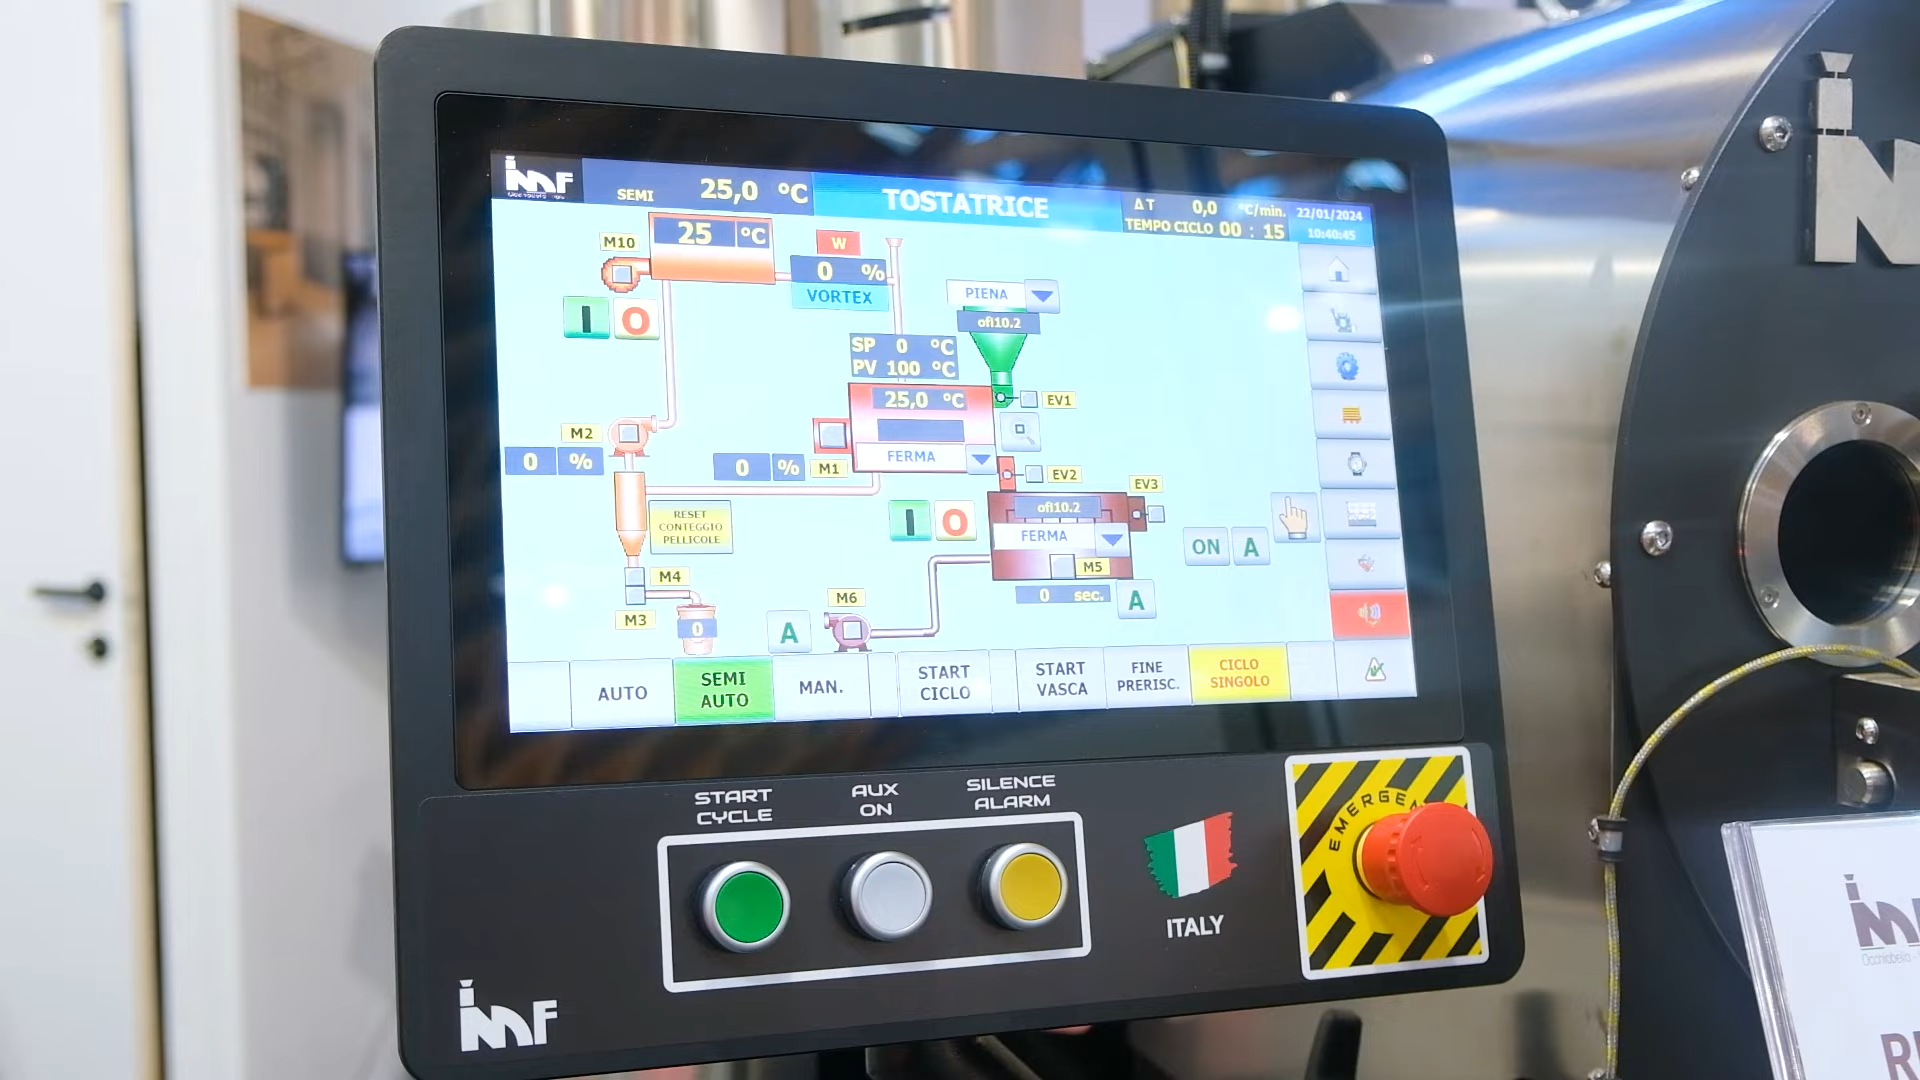 imf
SEMI 25,0 °C
TOSTATRICE
Δ T 0,0 °C/min.
TEMPO CICLO 00 : 15
22/01/2024
10:40:45
M10
25 °C
W
0 %
VORTEX
I O
PIENA
ofi10.2
SP 0 °C
PV 100 °C
25,0 °C
EV1
M2
0 %
0 %
M1
FERMA
EV2
EV3
RESET
CONTEGGIO
PELLICOLE
I O
ofi10.2
FERMA
M5
ON A
M4
M3
0
A
M6
0 sec.
A
AUTO
SEMI
AUTO
MAN.
START
CICLO
START
VASCA
FINE
PRERISC.
CICLO
SINGOLO
START
CYCLE
AUX
ON
SILENCE
ALARM
ITALY
imf